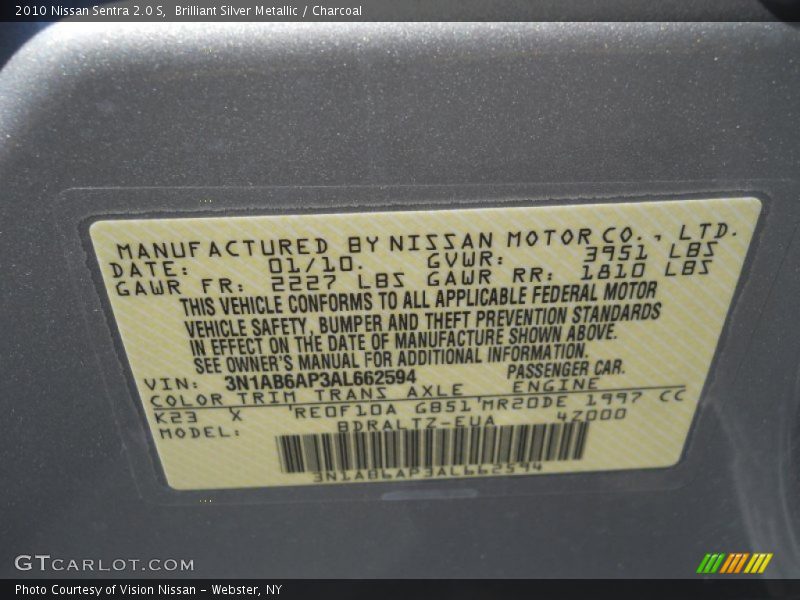 2010 Nissan Sentra 2.0 S, Brilliant Silver Metallic / Charcoal
MANUFACTURED BY NISSAN MOTOR CO., LTD.
DATE: 01/10. GVWR: 3951 LBS
GAWR FR: 2227 LBS GAWR RR: 1810 LBS
THIS VEHICLE CONFORMS TO ALL APPLICABLE FEDERAL MOTOR
VEHICLE SAFETY, BUMPER AND THEFT PREVENTION STANDARDS
IN EFFECT ON THE DATE OF MANUFACTURE SHOWN ABOVE.
SEE OWNER'S MANUAL FOR ADDITIONAL INFORMATION.
VIN: 3N1AB6AP3AL662594 PASSENGER CAR.
COLOR TRIM TRANS AXLE ENGINE
K23 X RE0F10A GB51 MR20DE 1997 CC
MODEL: BDRALTZ-EUA 4Z000
3N1AB6AP3AL662594
GTCARLOT.COM
Photo Courtesy of Vision Nissan - Webster, NY